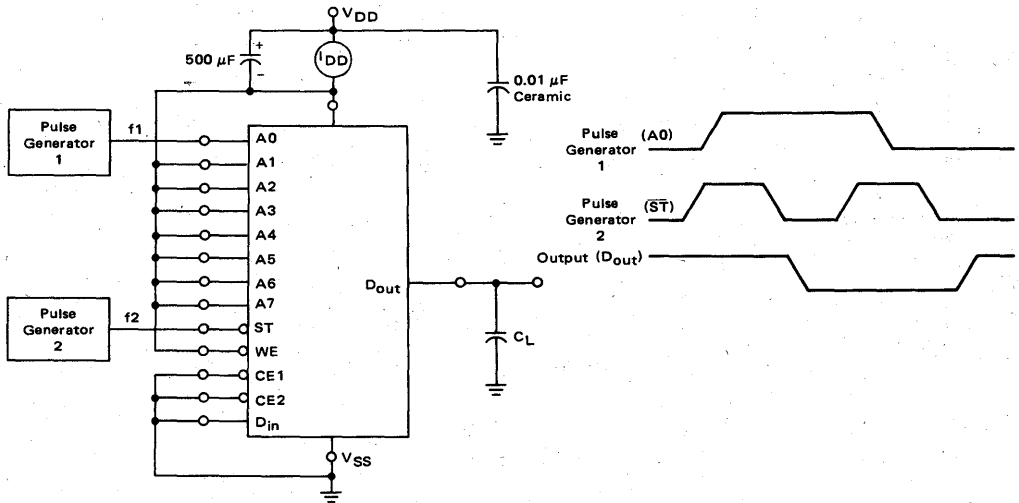 V_DD
500 µF
+
−
I_DD
0.01 µF
Ceramic
Pulse
Generator
1
f1
A0
A1
A2
A3
A4
A5
A6
A7
ST
WE
CE1
CE2
D_in
D_out
Pulse
Generator
2
f2
C_L
V_SS
Pulse (A0)
Generator
1
Pulse (S̅T̅)
Generator
2
Output (D_out)